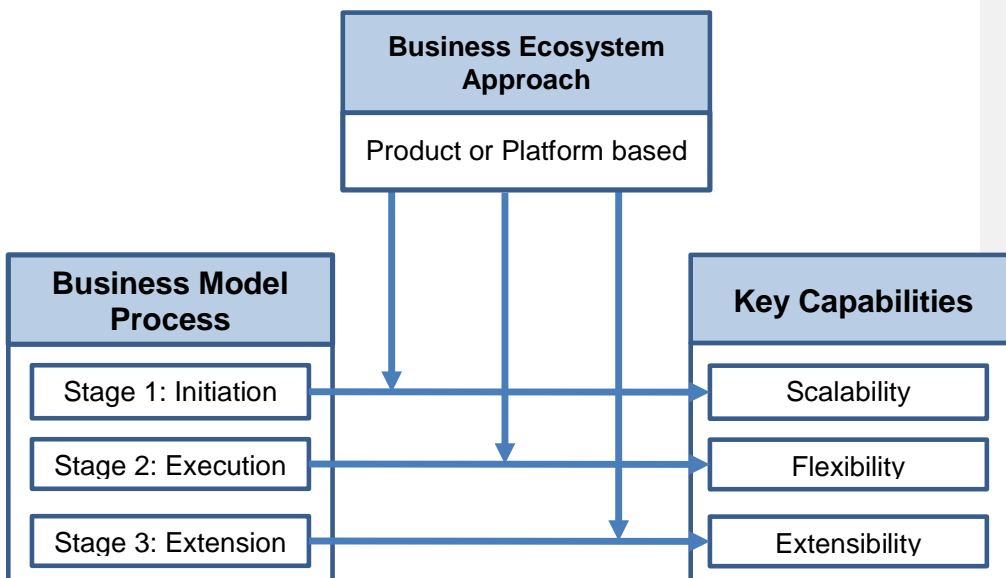 Business Ecosystem
Approach
Product or Platform based
Business Model
Process
Stage 1: Initiation
Stage 2: Execution
Stage 3: Extension
Key Capabilities
Scalability
Flexibility
Extensibility